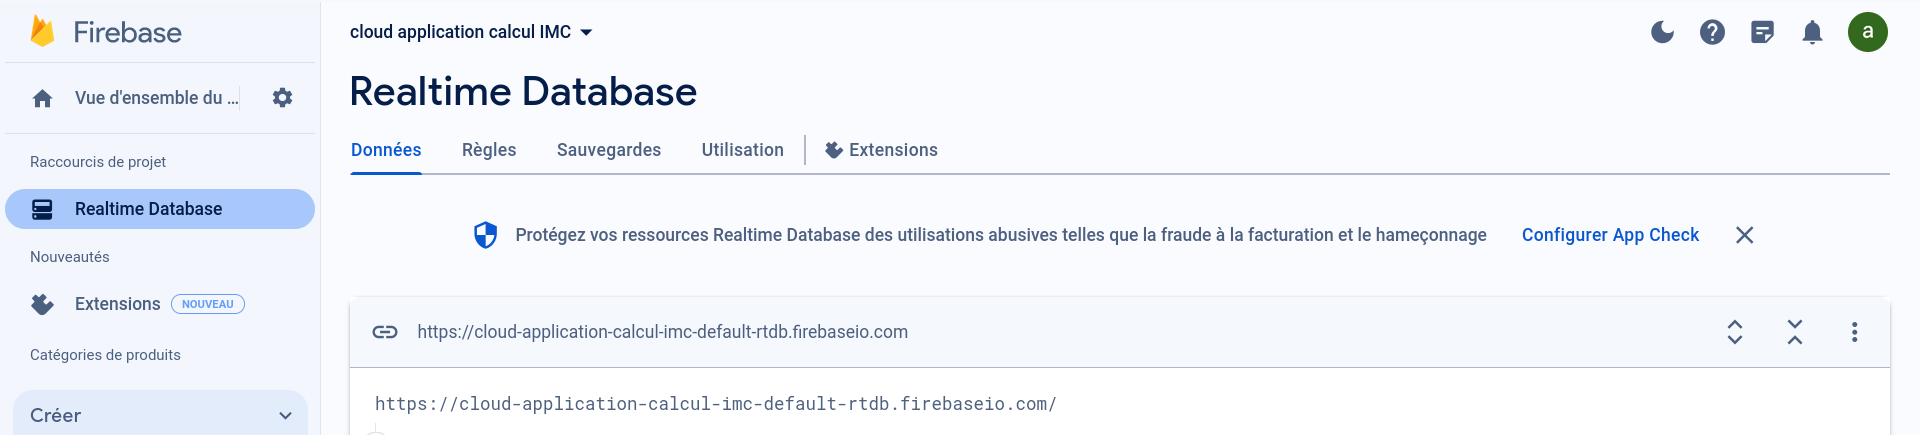 Firebase
cloud application calcul IMC
a
Vue d'ensemble du ...
Realtime Database
Raccourcis de projet
Données
Règles
Sauvegardes
Utilisation
Extensions
Realtime Database
Nouveautés
Extensions
NOUVEAU
Catégories de produits
Créer
Protégez vos ressources Realtime Database des utilisations abusives telles que la fraude à la facturation et le hameçonnage
Configurer App Check
https://cloud-application-calcul-imc-default-rtdb.firebaseio.com
https://cloud-application-calcul-imc-default-rtdb.firebaseio.com/